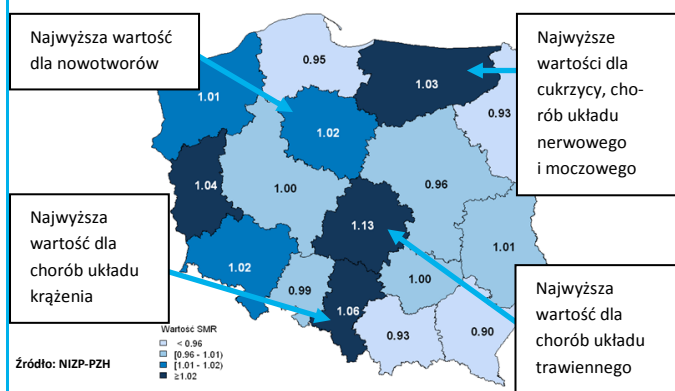 Najwyższa wartość
dla nowotworów
Najwyższe
wartości dla
cukrzycy, cho-
rób układu
nerwowego
i moczowego
0.95
1.03
1.01
0.93
1.02
1.04
1.00
0.96
Najwyższa
wartość dla
chorób układu
krążenia
1.13
1.01
1.02
1.00
0.99
1.06
0.93
0.90
Najwyższa
wartość dla
chorób układu
trawiennego
Wartość SMR
< 0.96
[0.96 - 1.01)
[1.01 - 1.02)
≥1.02
Źródło: NIZP-PZH